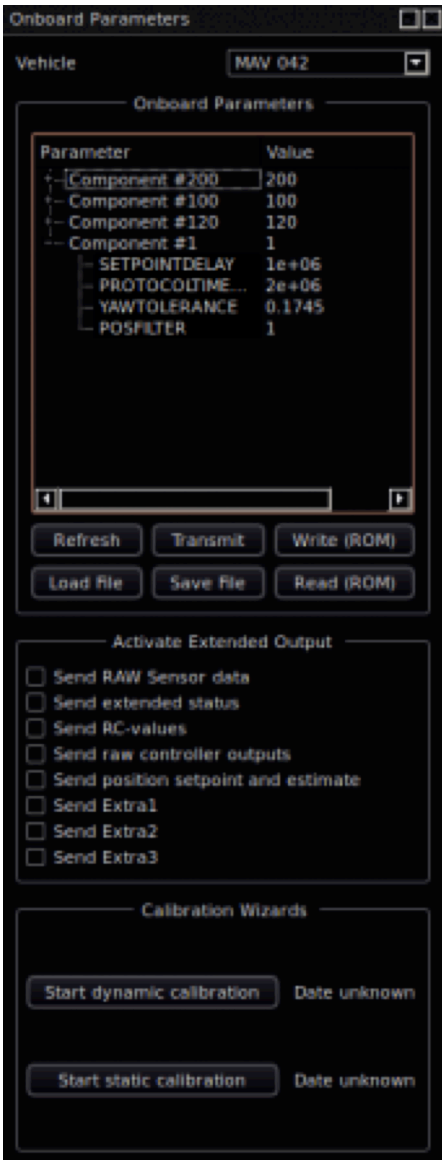 Onboard Parameters
Vehicle MAV 042
Onboard Parameters
Parameter Value
Component #200 200
Component #100 100
Component #120 120
Component #1 1
SETPOINTDELAY 1e+06
PROTOCOLTIME... 2e+06
YAWTOLERANCE 0.1745
POSFILTER 1
Refresh Transmit Write (ROM)
Load file Save file Read (ROM)
Activate Extended Output
Send RAW Sensor data
Send extended status
Send RC-values
Send raw controller outputs
Send position setpoint and estimate
Send Extra1
Send Extra2
Send Extra3
Calibration Wizards
Start dynamic calibration Date unknown
Start static calibration Date unknown